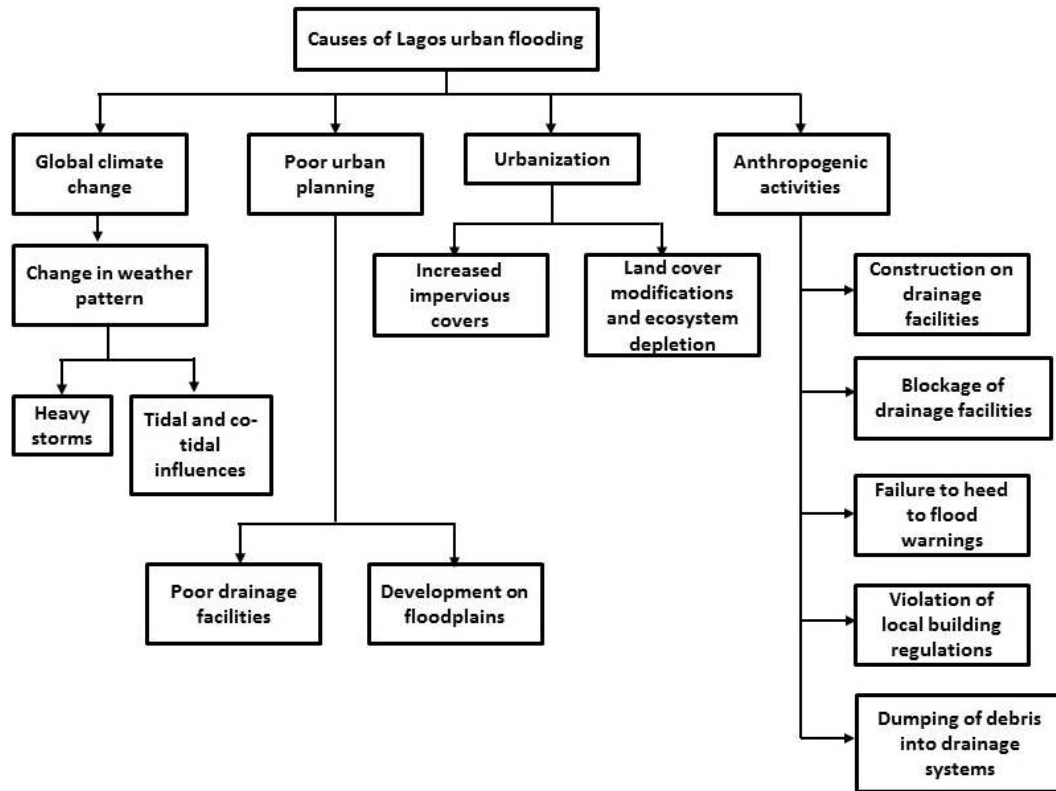 Causes of Lagos urban flooding
Global climate
change
Poor urban
planning
Urbanization
Anthropogenic
activities
Change in weather
pattern
Increased
impervious
covers
Land cover
modifications
and ecosystem
depletion
Construction on
drainage
facilities
Heavy
storms
Tidal and co-
tidal
influences
Blockage of
drainage facilities
Failure to heed
to flood
warnings
Poor drainage
facilities
Development on
floodplains
Violation of
local building
regulations
Dumping of debris
into drainage
systems